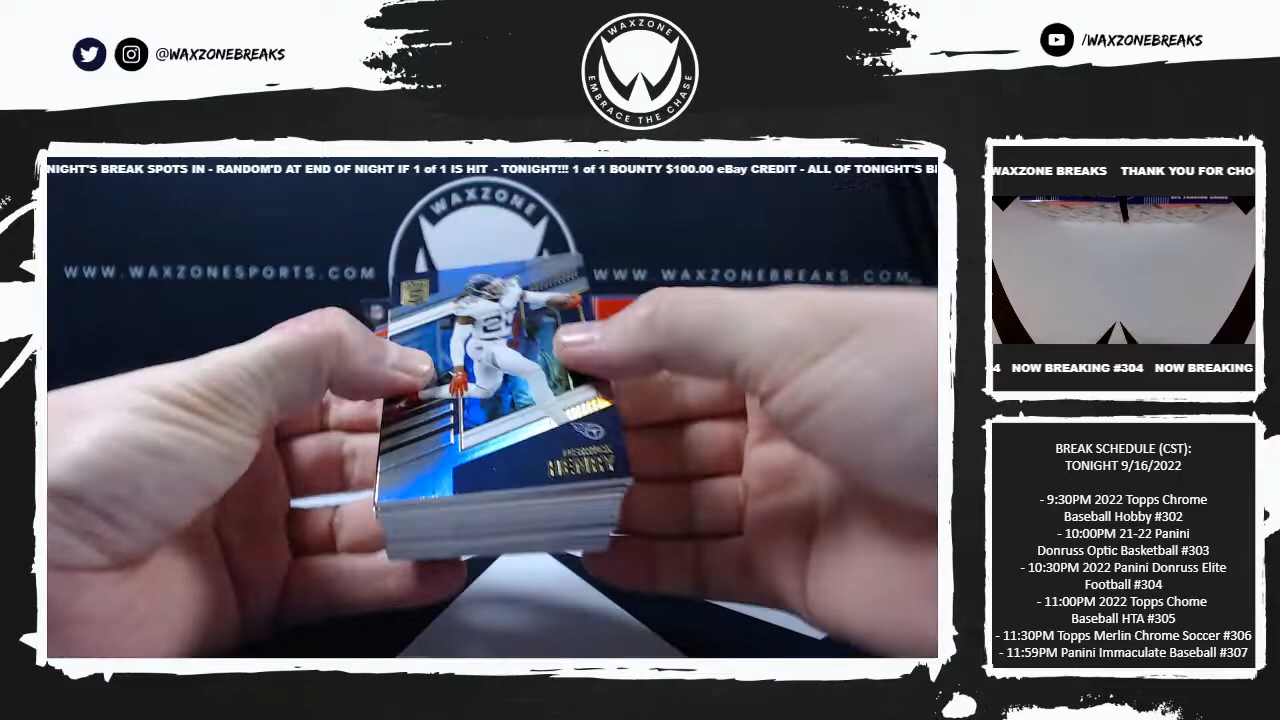 @WAXZONEBREAKS
WAXZONE
EMBRACE THE CHASE
/WAXZONEBREAKS
NIGHT'S BREAK SPOTS IN - RANDOM'D AT END OF NIGHT IF 1 of 1 IS HIT - TONIGHT!!! 1 of 1 BOUNTY $100.00 eBay CREDIT - ALL OF TONIGHT'S
WAXZONE
WWW.WAXZONESPORTS.COM
WWW.WAXZONEBREAKS.COM
HENRY
WAXZONE BREAKS THANK YOU FOR CHO
4 NOW BREAKING #304 NOW BREAKING
BREAK SCHEDULE (CST):
TONIGHT 9/16/2022
- 9:30PM 2022 Topps Chrome
Baseball Hobby #302
- 10:00PM 21-22 Panini
Donruss Optic Basketball #303
- 10:30PM 2022 Panini Donruss Elite
Football #304
- 11:00PM 2022 Topps Chome
Baseball HTA #305
- 11:30PM Topps Merlin Chrome Soccer #306
- 11:59PM Panini Immaculate Baseball #307